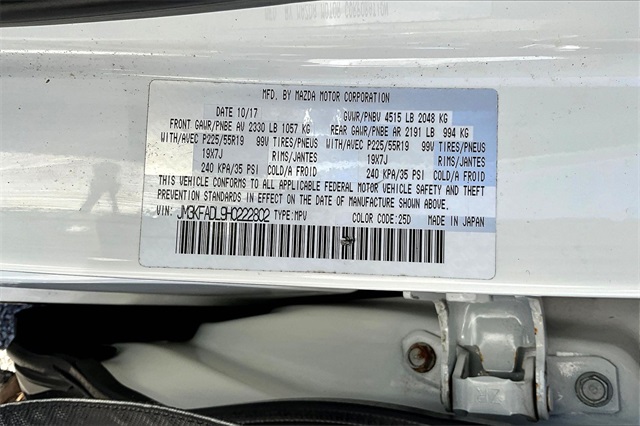 MFD. BY MAZDA MOTOR CORPORATION
DATE 10/17 GVWR/PNBV 4515 LB 2048 KG
FRONT GAWR/PNBE AV 2330 LB 1057 KG REAR GAWR/PNBE AR 2191 LB 994 KG
WITH/AVEC P225/55R19 99V TIRES/PNEUS WITH/AVEC P225/55R19 99V TIRES/PNEUS
19X7J RIMS/JANTES 19X7J RIMS/JANTES
240 KPA/35 PSI COLD/A FROID 240 KPA/35 PSI COLD/A FROID
THIS VEHICLE CONFORMS TO ALL APPLICABLE FEDERAL MOTOR VEHICLE SAFETY AND THEFT
PREVENTION STANDARDS IN EFFECT ON THE DATE OF MANUFACTURE SHOWN ABOVE.
VIN: JM3KFADL9H0222802 TYPE:MPV COLOR CODE:25D MADE IN JAPAN